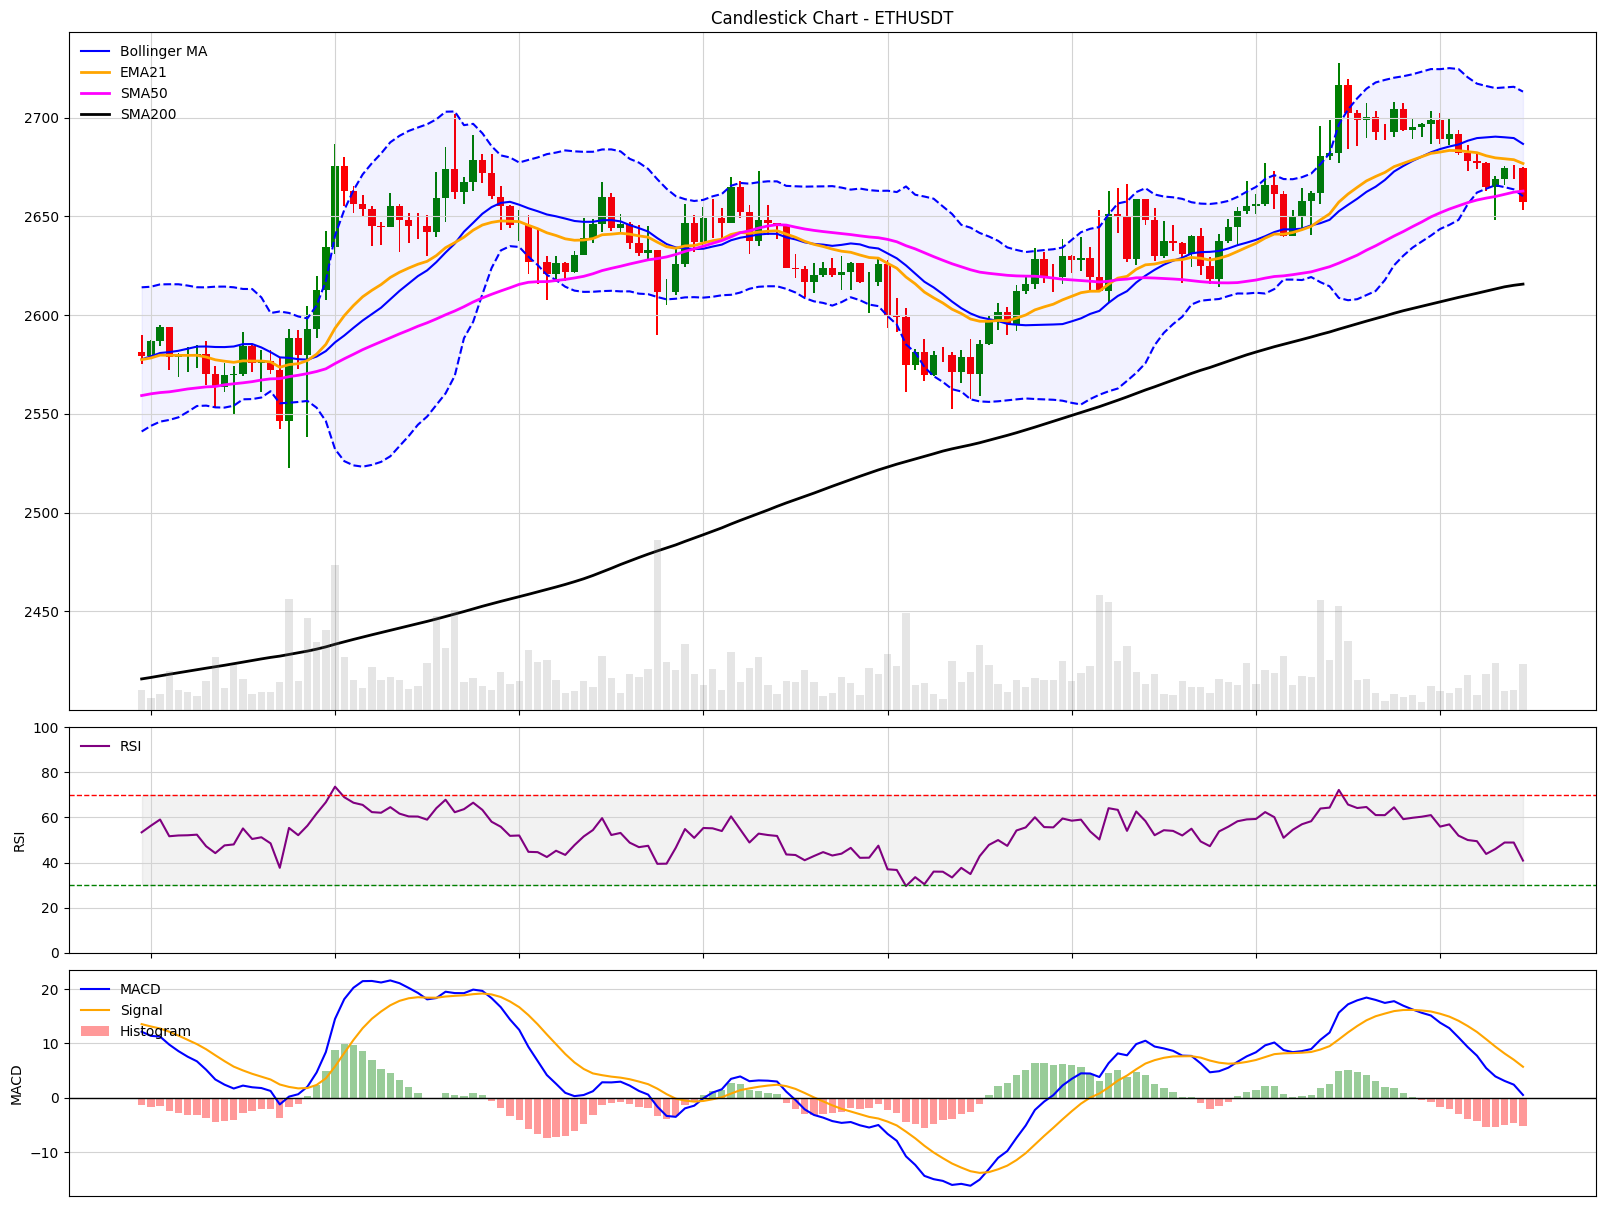 Candlestick Chart - ETHUSDT
Bollinger MA
EMA21
SMA50
SMA200
2700
2650
2600
2550
2500
2450
RSI
100
80
60
40
20
0
RSI
MACD
Signal
Histogram
20
10
0
−10
MACD